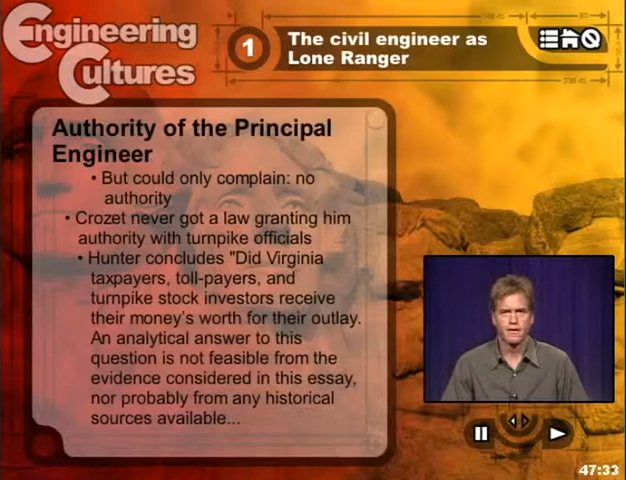 Engineering
Cultures
1
The civil engineer as
Lone Ranger
Authority of the Principal
Engineer
• But could only complain: no
authority
• Crozet never got a law granting him
authority with turnpike officials
• Hunter concludes "Did Virginia
taxpayers, toll-payers, and
turnpike stock investors receive
their money's worth for their outlay.
An analytical answer to this
question is not feasible from the
evidence considered in this essay,
nor probably from any historical
sources available...
47:33